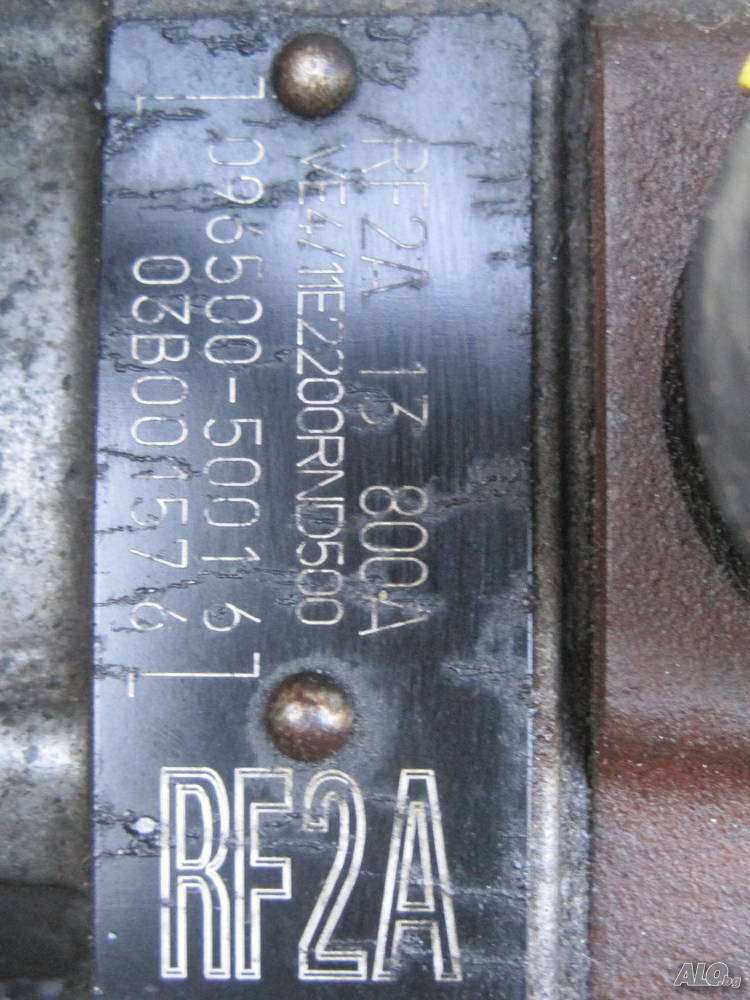 RF2A 13 800A
VE4/11E2200RND500
096500-5001 6
03B001576
RF2A
ALO.bg